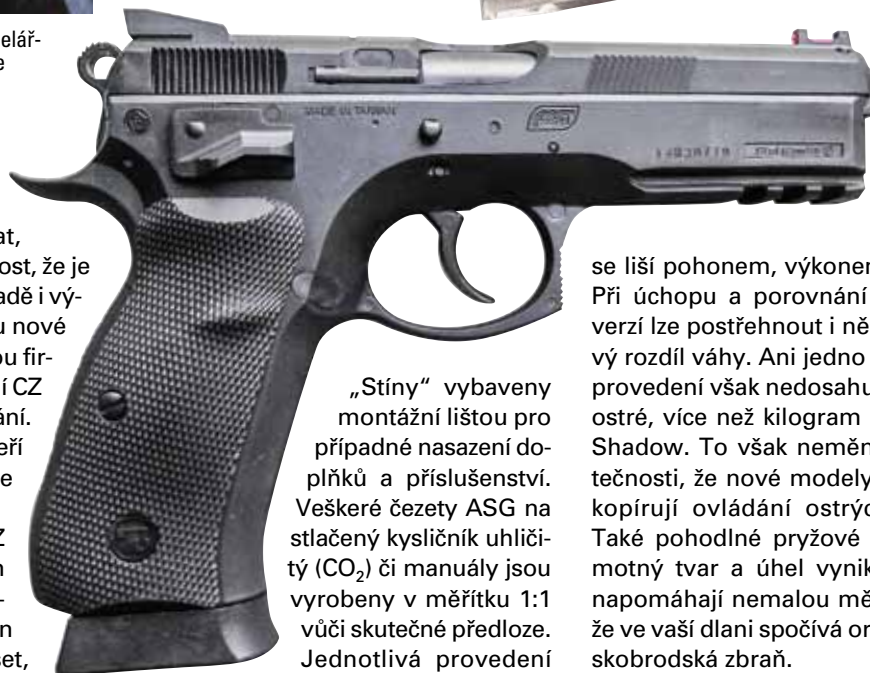 elář-
e
at,
ost, že je
adě i vý-
u nové
ou fir-
í CZ
ání.
eří
e
Z
n
-
n
set,
MADE IN TAIWAN
„Stíny“ vybaveny
montážní lištou pro
případné nasazení do-
plňků a příslušenství.
Veškeré čezety ASG na
stlačený kysličník uhliči-
tý (CO₂) či manuály jsou
vyrobeny v měřítku 1:1
vůči skutečné předloze.
Jednotlivá provedení
se liší pohonem, výkonem
Při úchopu a porovnání
verzí lze postřehnout i ně
vý rozdíl váhy. Ani jedno
provedení však nedosahu
ostré, více než kilogram
Shadow. To však neměn
tečnosti, že nové modely
kopírují ovládání ostrýc
Také pohodlné pryžové
motný tvar a úhel vynik
napomáhají nemalou mě
že ve vaší dlani spočívá or
skobrodská zbraň.